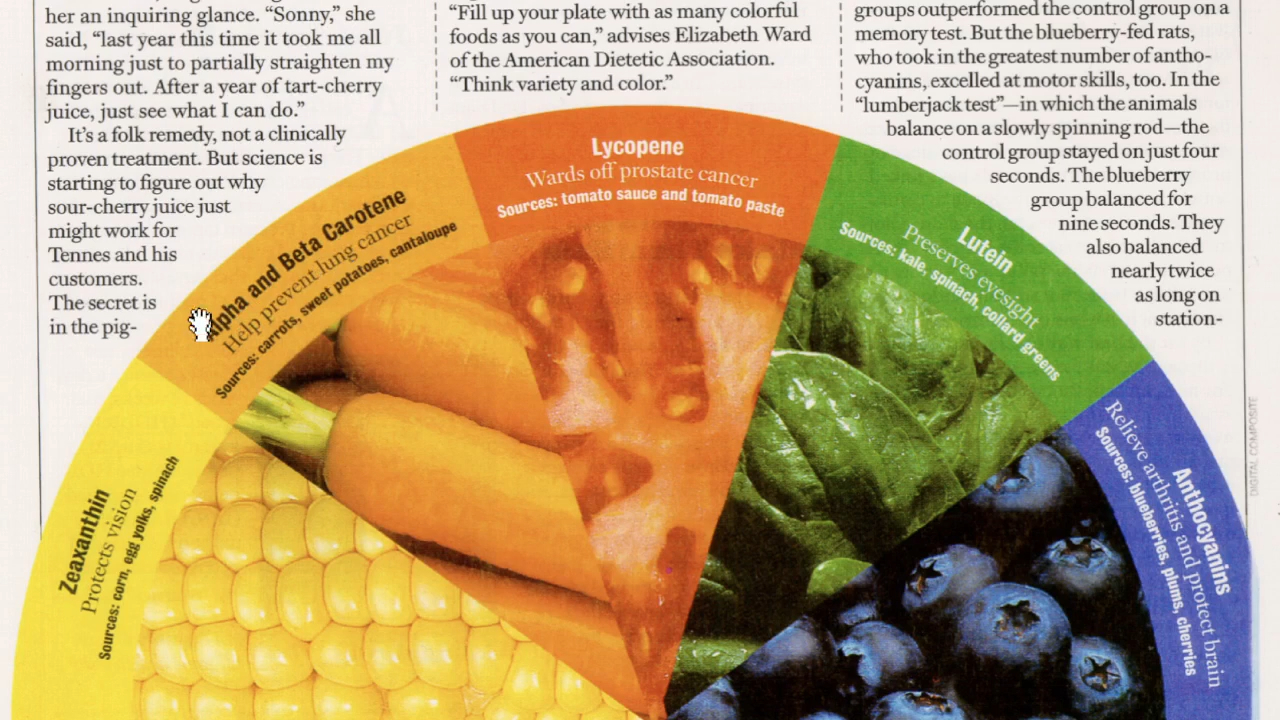 her an inquiring glance. “Sonny,” she
said, “last year this time it took me all
morning just to partially straighten my
fingers out. After a year of tart-cherry
juice, just see what I can do.”
It’s a folk remedy, not a clinically
proven treatment. But science is
starting to figure out why
sour-cherry juice just
might work for
Tennes and his
customers.
The secret is
in the pig-
“Fill up your plate with as many colorful
foods as you can,” advises Elizabeth Ward
of the American Dietetic Association.
“Think variety and color.”
groups outperformed the control group on a
memory test. But the blueberry-fed rats,
who took in the greatest number of antho-
cyanins, excelled at motor skills, too. In the
“lumberjack test”—in which the animals
balance on a slowly spinning rod—the
control group stayed on just four
seconds. The blueberry
group balanced for
nine seconds. They
also balanced
nearly twice
as long on
station-
Zeaxanthin
Protects vision
Sources: corn, egg yolks, spinach
Alpha and Beta Carotene
Help prevent lung cancer
Sources: carrots, sweet potatoes, cantaloupe
Lycopene
Wards off prostate cancer
Sources: tomato sauce and tomato paste
Lutein
Preserves eyesight
Sources: kale, spinach, collard greens
Anthocyanins
Relieve arthritis and protect brain
Sources: blueberries, plums, cherries
DIGITAL COMPOSITE